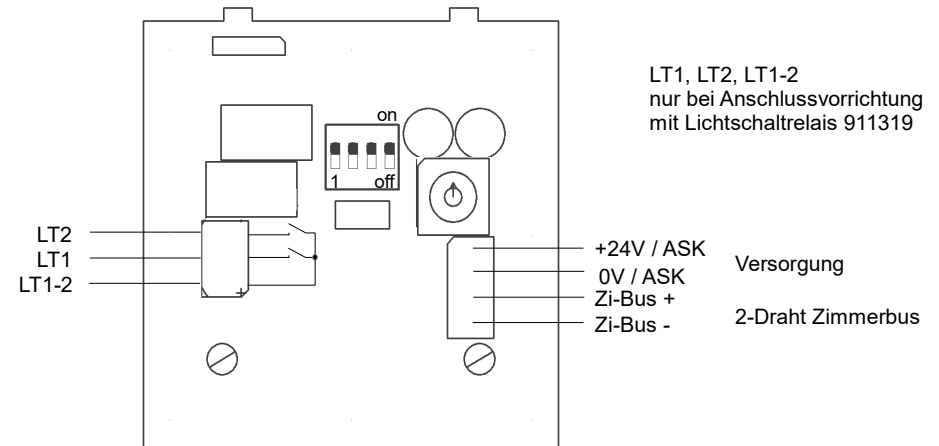 LT1, LT2, LT1-2
nur bei Anschlussvorrichtung
mit Lichtschaltrelais 911319
on
1 off
LT2
LT1
LT1-2
+24V / ASK
0V / ASK
Versorgung
Zi-Bus +
Zi-Bus -
2-Draht Zimmerbus